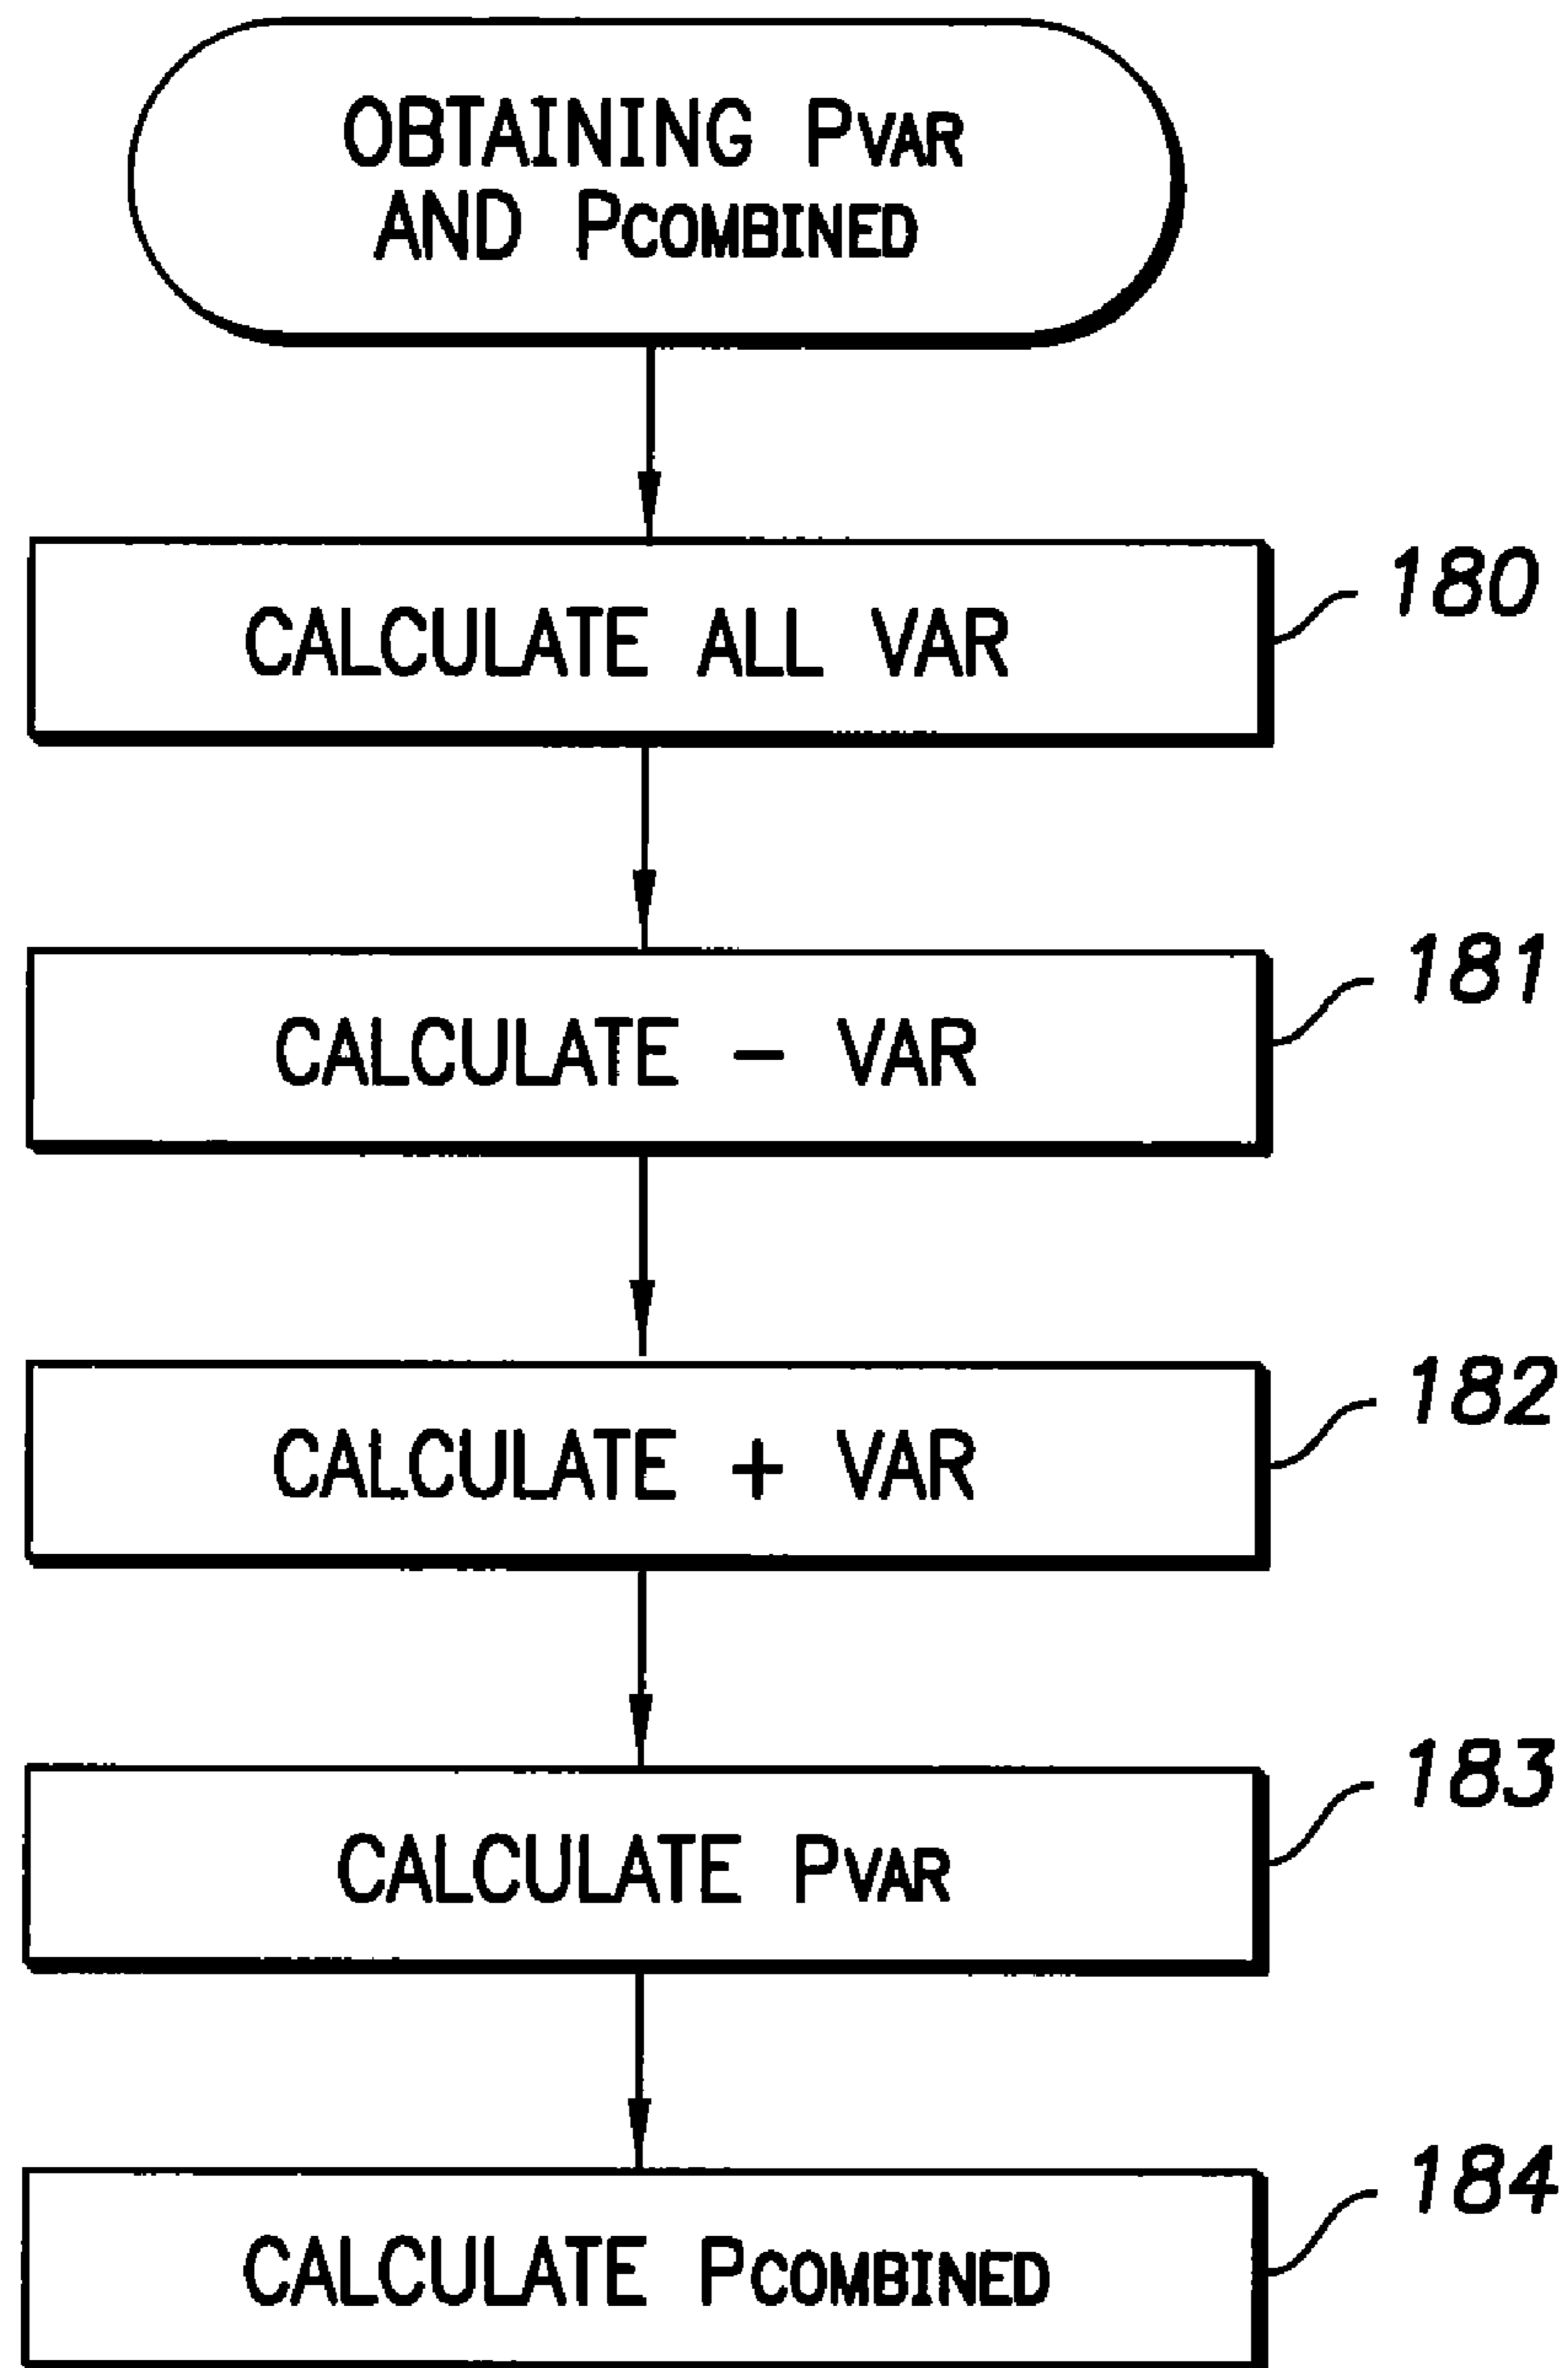 OBTAINING PVAR
AND PCOMBINED
CALCULATE ALL VAR
180
CALCULATE - VAR
181
CALCULATE + VAR
182
CALCULATE PVAR
183
CALCULATE PCOMBINED
184